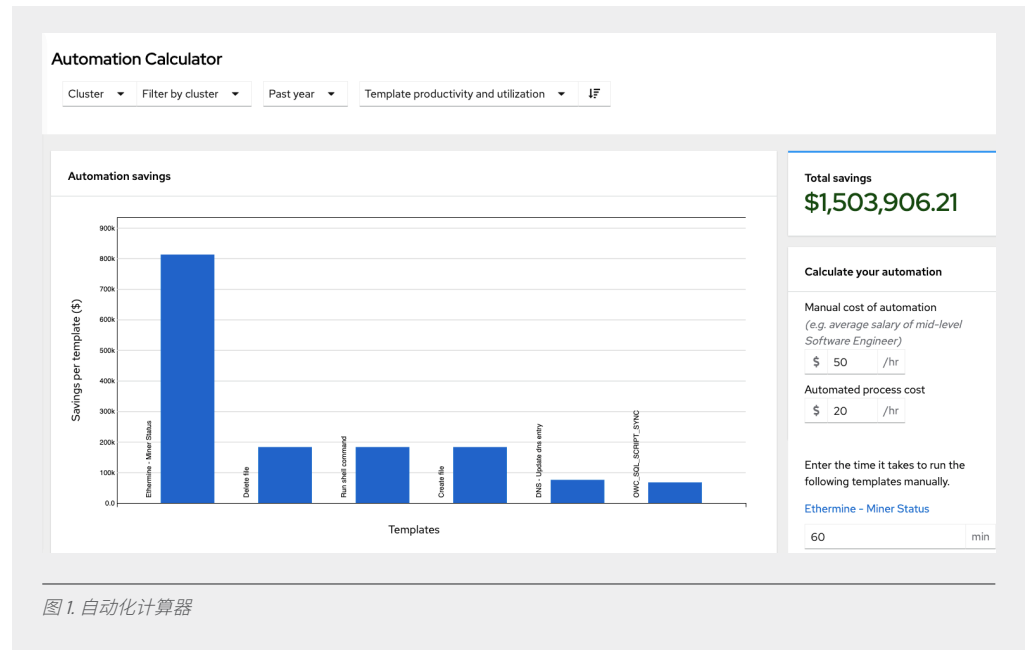 Automation Calculator
Cluster Filter by cluster Past year Template productivity and utilization
Automation savings
900k
800k
700k
600k
500k
400k
300k
200k
100k
0.0
Savings per template ($)
Ethermine - Miner Status
Delete file
Run shell command
Create file
DNS - Update dns entry
OWC_SQL_SCRIPT_SYNC
Templates
Total savings
$1,503,906.21
Calculate your automation
Manual cost of automation
(e.g. average salary of mid-level
Software Engineer)
$ 50 /hr
Automated process cost
$ 20 /hr
Enter the time it takes to run the
following templates manually.
Ethermine - Miner Status
60 min
图 1. 自动化计算器